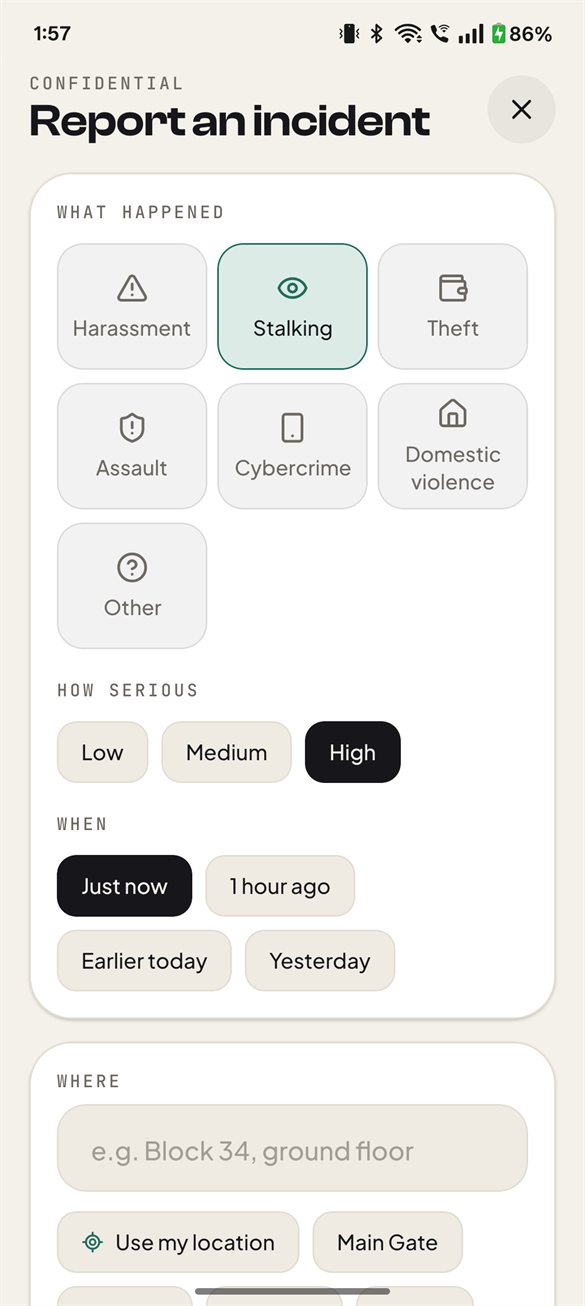 1:57
86%
CONFIDENTIAL
Report an incident
WHAT HAPPENED
Harassment
Stalking
Theft
Assault
Cybercrime
Domestic
violence
Other
HOW SERIOUS
Low
Medium
High
WHEN
Just now
1 hour ago
Earlier today
Yesterday
WHERE
e.g. Block 34, ground floor
Use my location
Main Gate